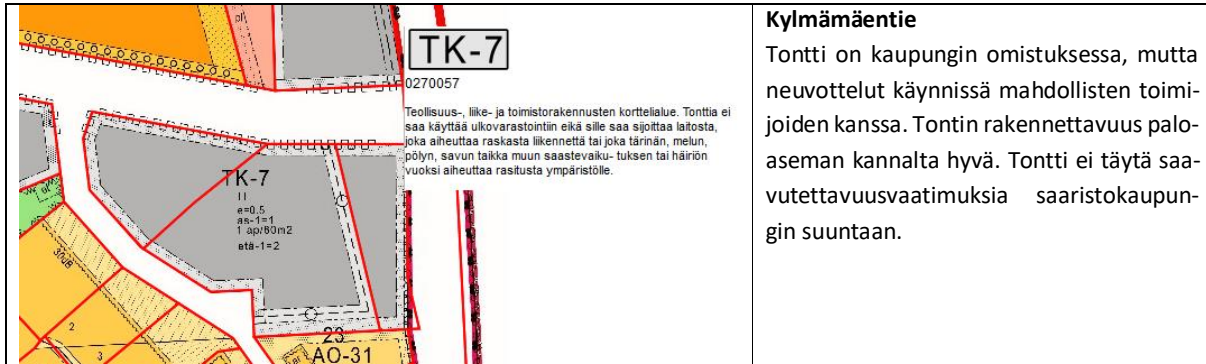 TK-7
0270057
Teollisuus-, liike- ja toimistorakennusten korttelialue. Tonttia ei
saa käyttää ulkovarastointiin eikä sille saa sijoittaa laitosta,
joka aiheuttaa raskasta liikennettä tai joka tärinän, melun,
pölyn, savun taikka muun saastevaiku- tuksen tai häiriön
vuoksi aiheuttaa rasitusta ympäristölle.
TK-7
II
e=0.5
as-1=1
1 ap/60m2
etä-1=2
30dB
2
3
23
AO-31
Kylmämäentie
Tontti on kaupungin omistuksessa, mutta
neuvottelut käynnissä mahdollisten toimi-
joiden kanssa. Tontin rakennettavuus palo-
aseman kannalta hyvä. Tontti ei täytä saa-
vutettavuusvaatimuksia saaristokaupun-
gin suuntaan.